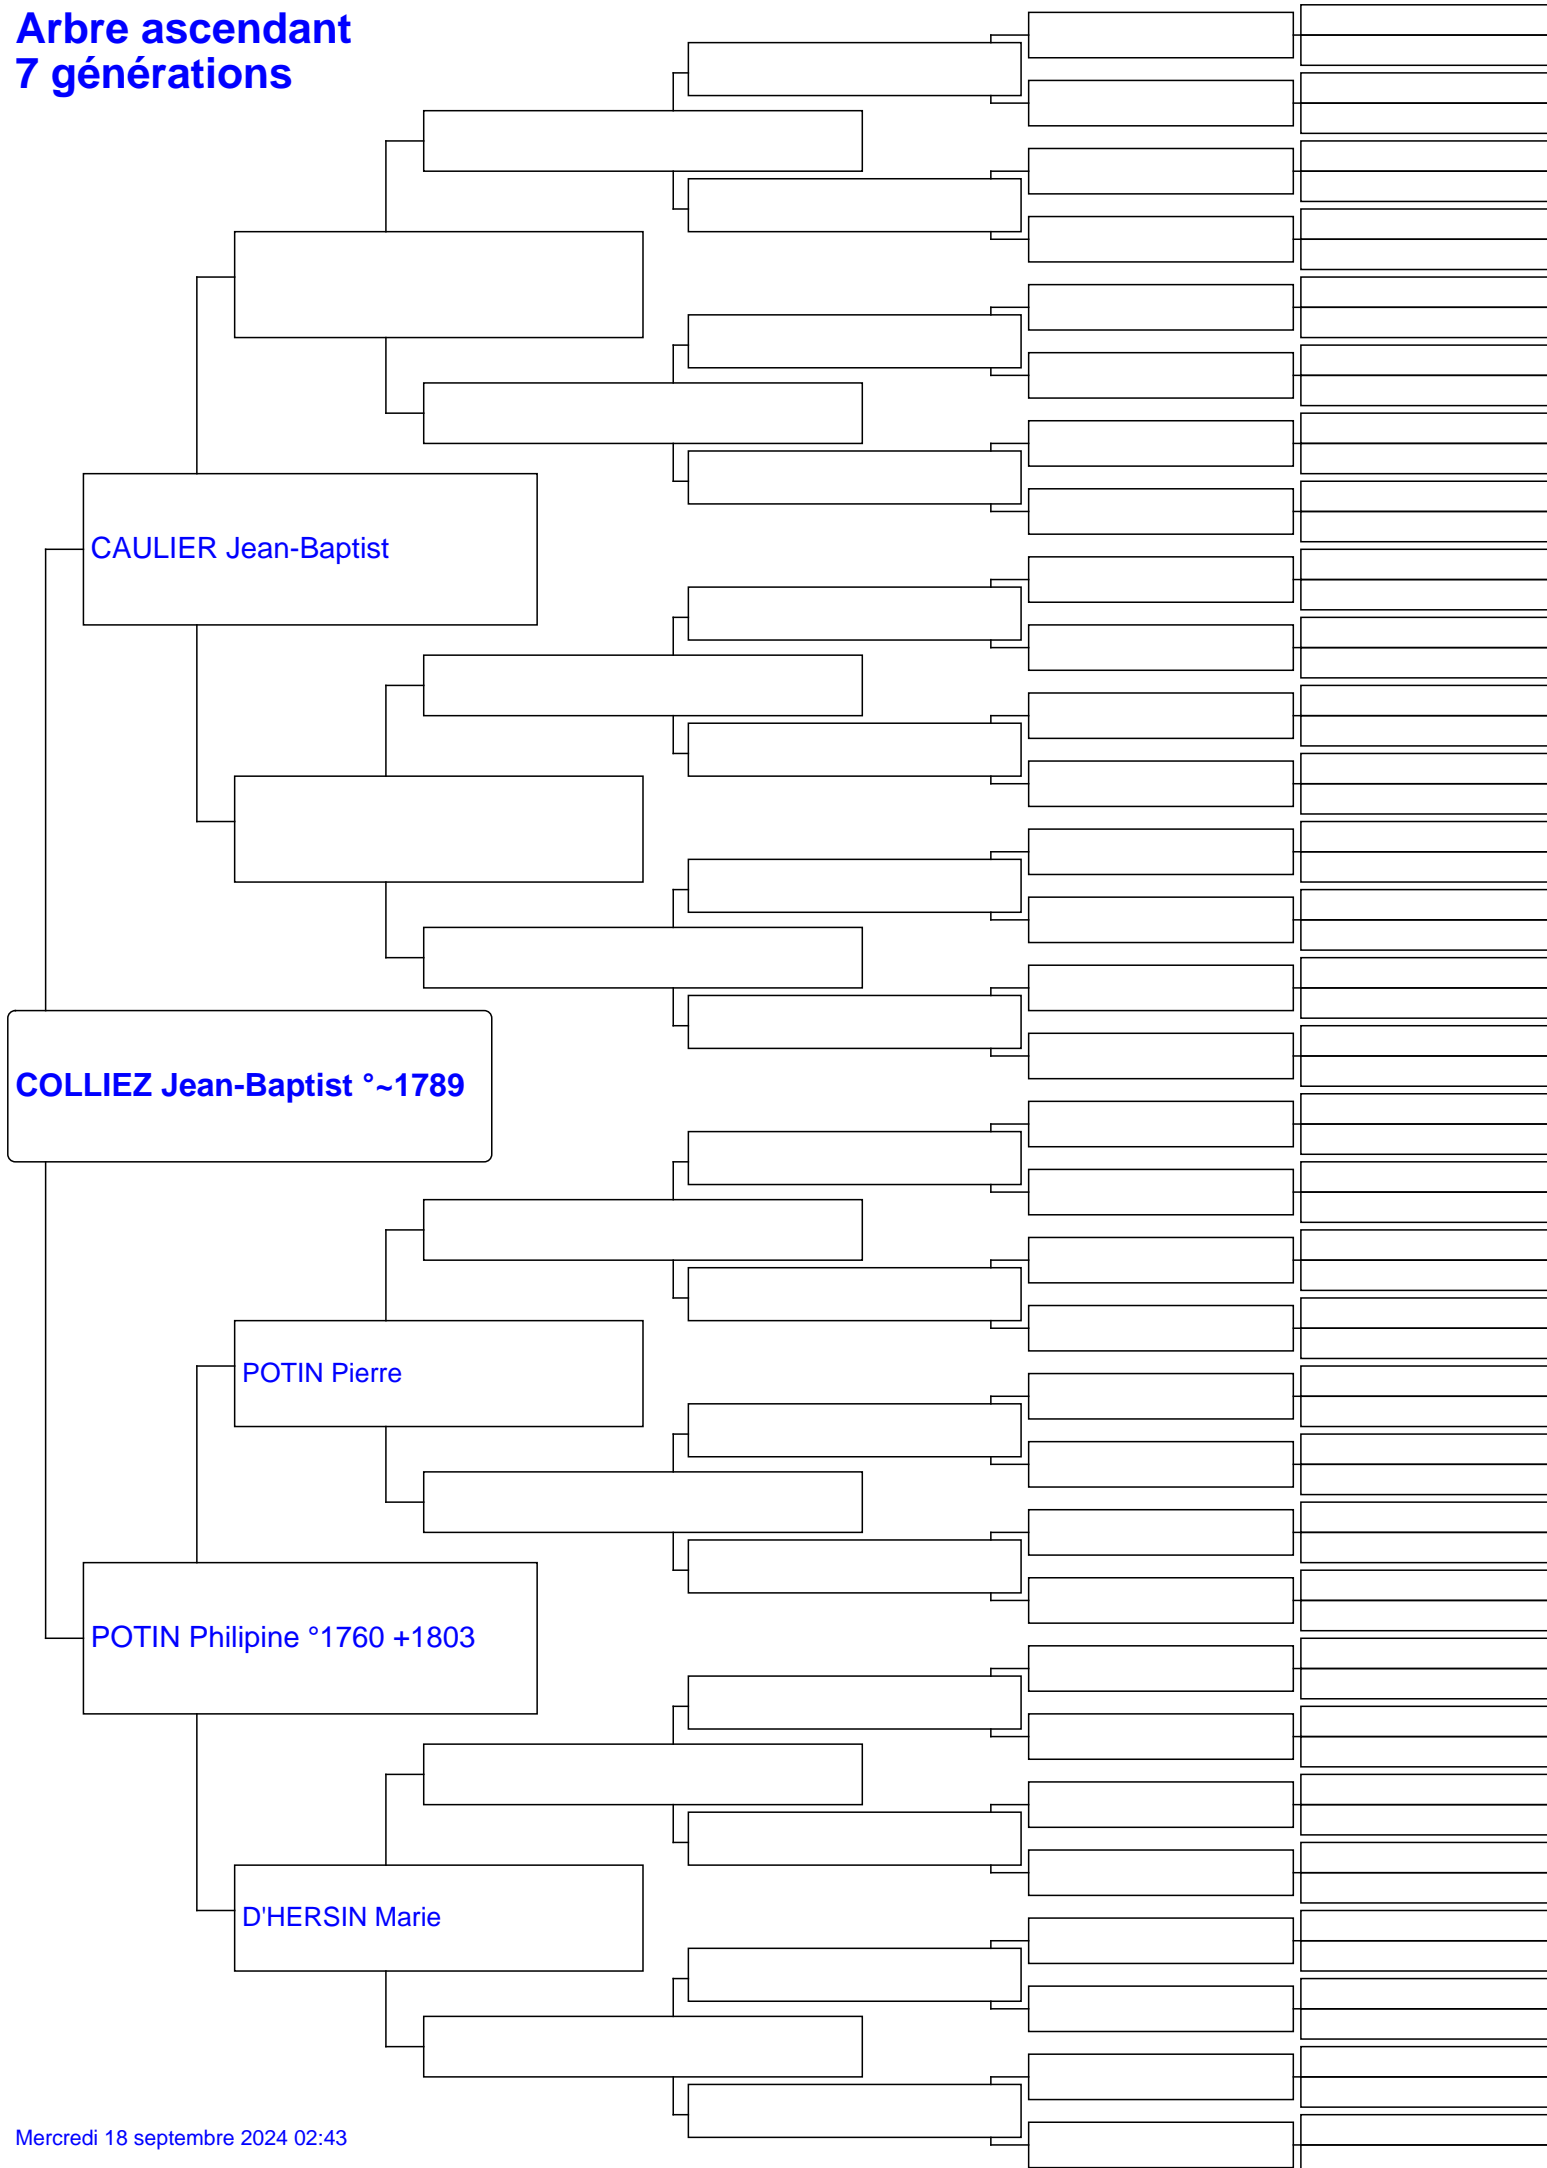 Arbre ascendant
7 générations
CAULIER Jean-Baptist
COLLIEZ Jean-Baptist °~1789
POTIN Pierre
POTIN Philipine °1760 +1803
D'HERSIN Marie
Mercredi 18 septembre 2024 02:43